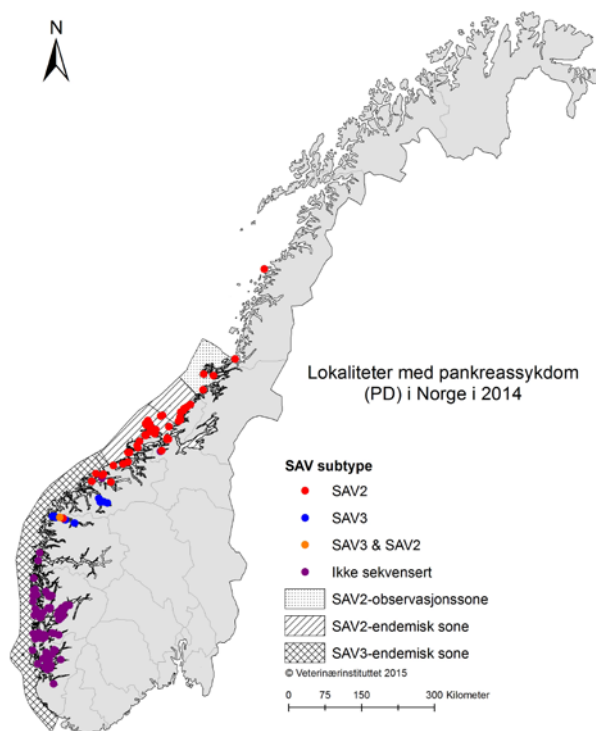 N
Lokaliteter med pankreassykdom
(PD) i Norge i 2014
SAV subtype
SAV2
SAV3
SAV3 & SAV2
Ikke sekvensert
SAV2-observasjonssone
SAV2-endemisk sone
SAV3-endemisk sone
© Veterinærinstituttet 2015
0 75 150 300 Kilometer